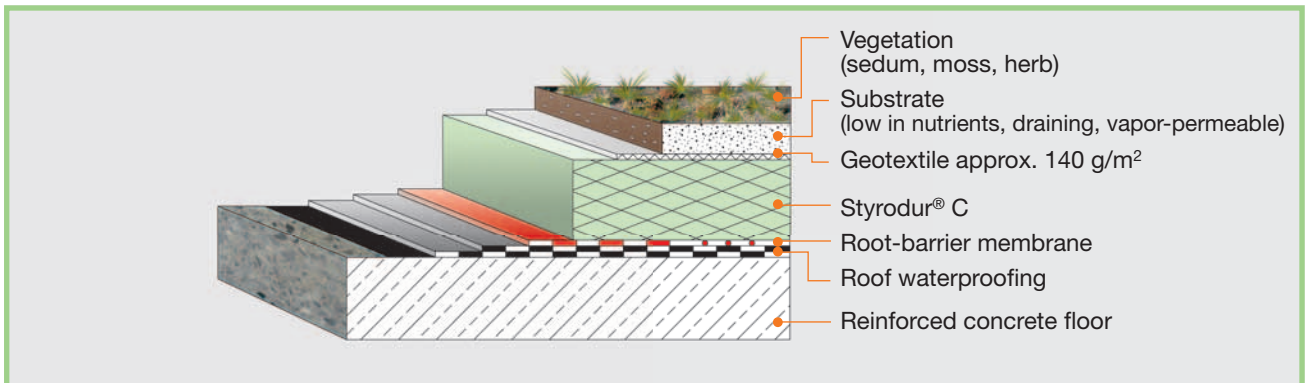 Vegetation
(sedum, moss, herb)
Substrate
(low in nutrients, draining, vapor-permeable)
Geotextile approx. 140 g/m²
Styrodur® C
Root-barrier membrane
Roof waterproofing
Reinforced concrete floor